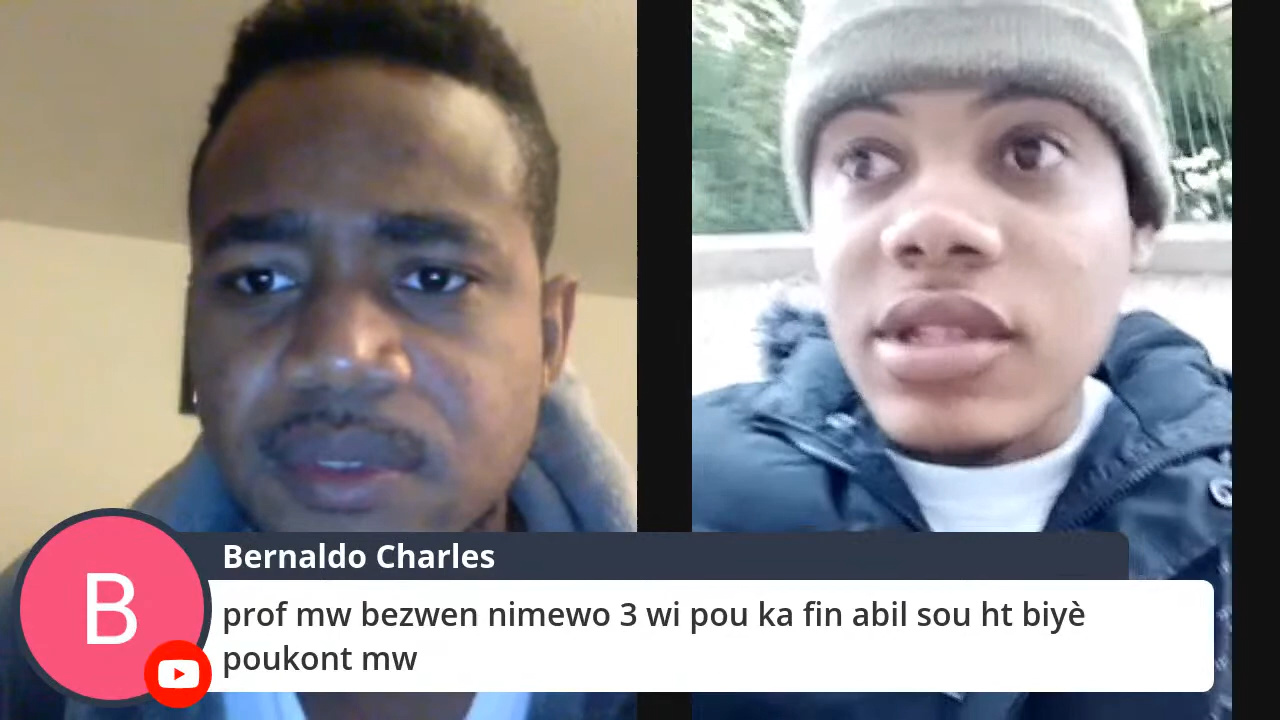 B
Bernaldo Charles
prof mw bezwen nimewo 3 wi pou ka fin abil sou ht biyè
poukont mw